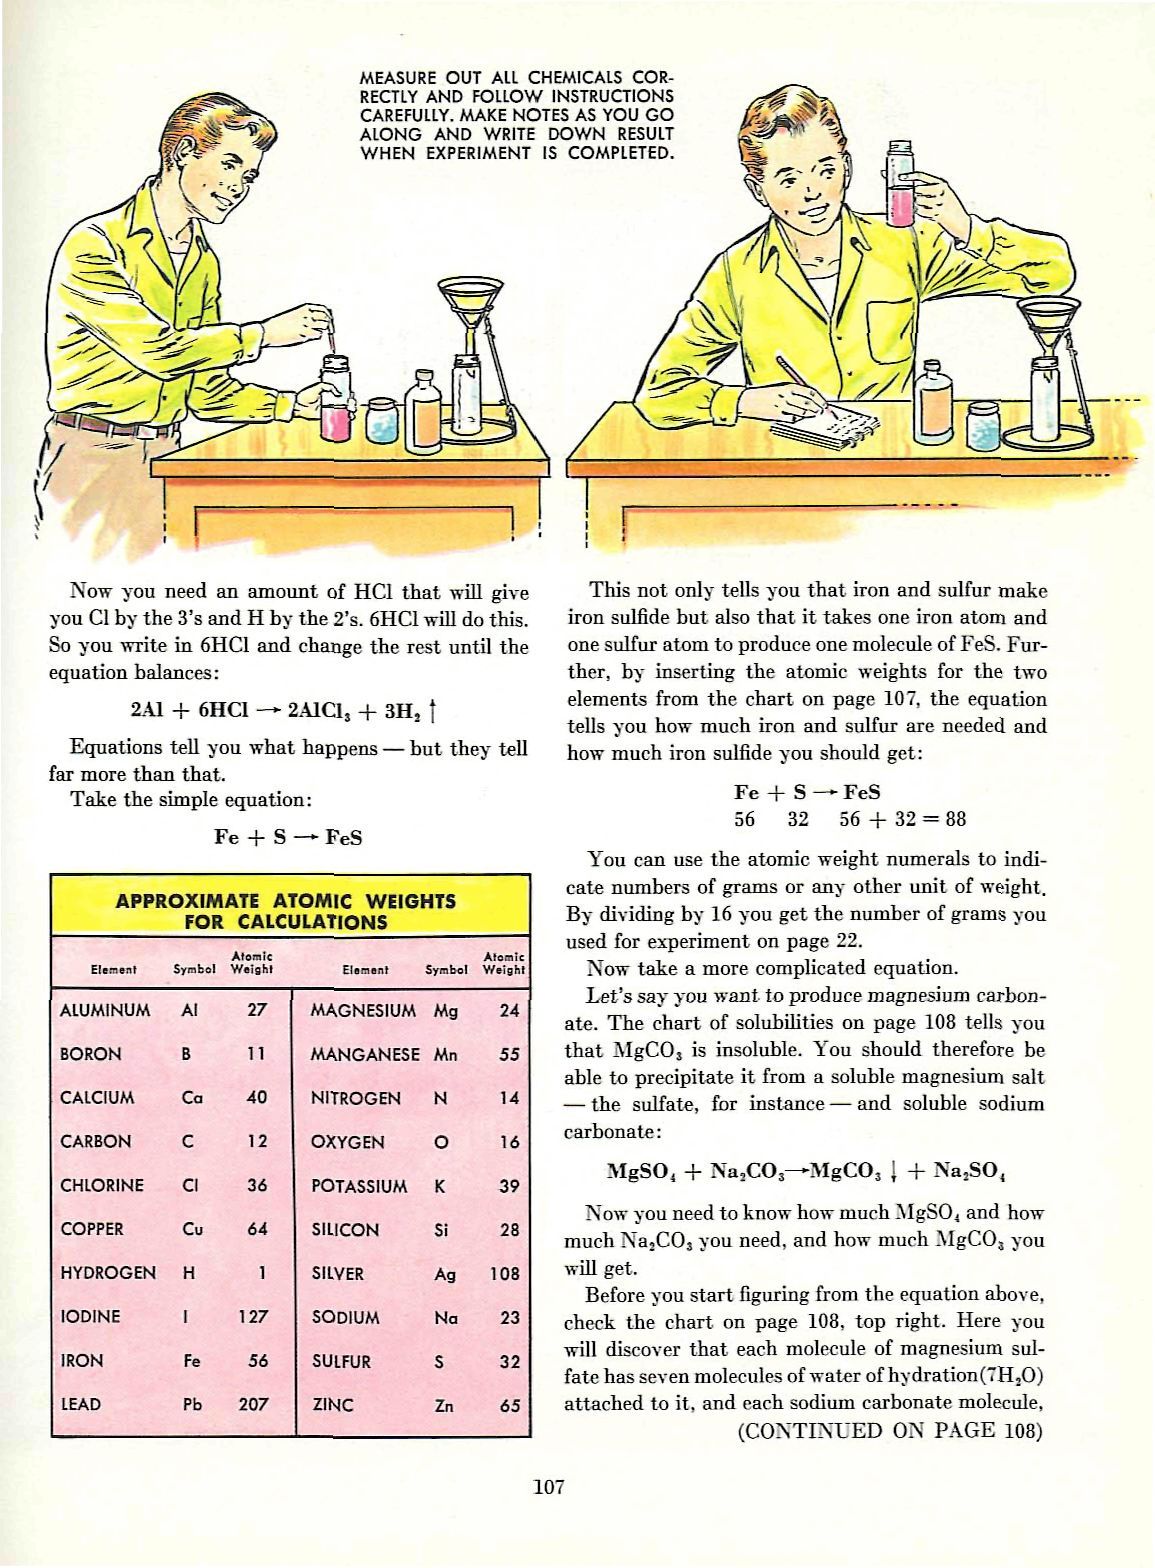 MEASURE OUT ALL CHEMICALS COR-
RECTLY AND FOLLOW INSTRUCTIONS
CAREFULLY. MAKE NOTES AS YOU GO
ALONG AND WRITE DOWN RESULT
WHEN EXPERIMENT IS COMPLETED.
Now you need an amount of HCl that will give
you Cl by the 3's and H by the 2's. 6HCl will do this.
So you write in 6HCl and change the rest until the
equation balances:
2Al + 6HCl → 2AlCl₃ + 3H₂ ↑
Equations tell you what happens — but they tell
far more than that.
Take the simple equation:
Fe + S → FeS
APPROXIMATE ATOMIC WEIGHTS
FOR CALCULATIONS
Element Symbol Atomic Weight Element Symbol Atomic Weight
ALUMINUM Al 27 MAGNESIUM Mg 24
BORON B 11 MANGANESE Mn 55
CALCIUM Ca 40 NITROGEN N 14
CARBON C 12 OXYGEN O 16
CHLORINE Cl 36 POTASSIUM K 39
COPPER Cu 64 SILICON Si 28
HYDROGEN H 1 SILVER Ag 108
IODINE I 127 SODIUM Na 23
IRON Fe 56 SULFUR S 32
LEAD Pb 207 ZINC Zn 65
This not only tells you that iron and sulfur make
iron sulfide but also that it takes one iron atom and
one sulfur atom to produce one molecule of FeS. Fur-
ther, by inserting the atomic weights for the two
elements from the chart on page 107, the equation
tells you how much iron and sulfur are needed and
how much iron sulfide you should get:
Fe + S → FeS
56 32 56 + 32 = 88
You can use the atomic weight numerals to indi-
cate numbers of grams or any other unit of weight.
By dividing by 16 you get the number of grams you
used for experiment on page 22.
Now take a more complicated equation.
Let's say you want to produce magnesium carbon-
ate. The chart of solubilities on page 108 tells you
that MgCO₃ is insoluble. You should therefore be
able to precipitate it from a soluble magnesium salt
— the sulfate, for instance — and soluble sodium
carbonate:
MgSO₄ + Na₂CO₃→MgCO₃ ↓ + Na₂SO₄
Now you need to know how much MgSO₄ and how
much Na₂CO₃ you need, and how much MgCO₃ you
will get.
Before you start figuring from the equation above,
check the chart on page 108, top right. Here you
will discover that each molecule of magnesium sul-
fate has seven molecules of water of hydration(7H₂O)
attached to it, and each sodium carbonate molecule,
(CONTINUED ON PAGE 108)
107